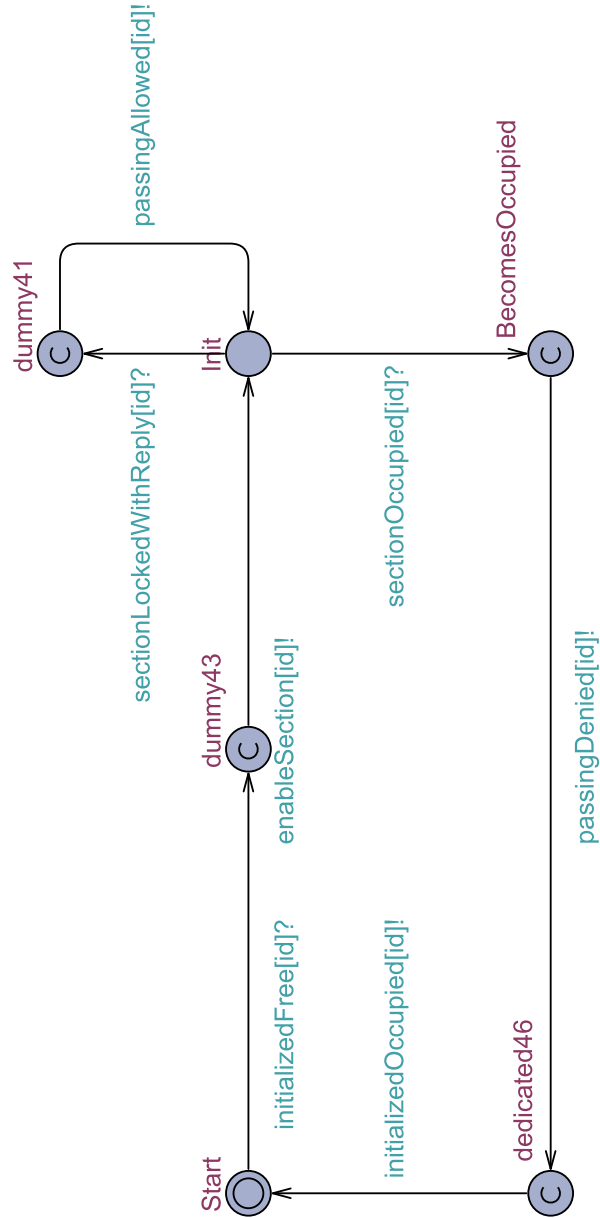 Start
initializedFree[id]?
dummy43
enableSection[id]!
Init
sectionLockedWithReply[id]?
dummy41
C
passingAllowed[id]!
C
sectionOccupied[id]?
BecomesOccupied
C
passingDenied[id]!
dedicated46
C
initializedOccupied[id]!